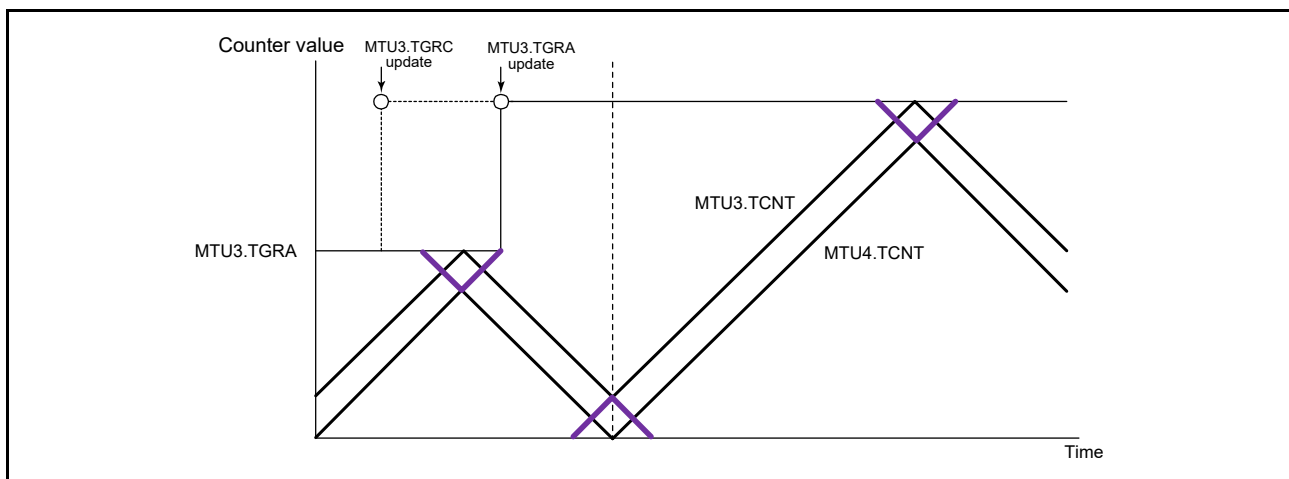 Counter value
MTU3.TGRC
update
MTU3.TGRA
update
MTU3.TCNT
MTU3.TGRA
MTU4.TCNT
Time